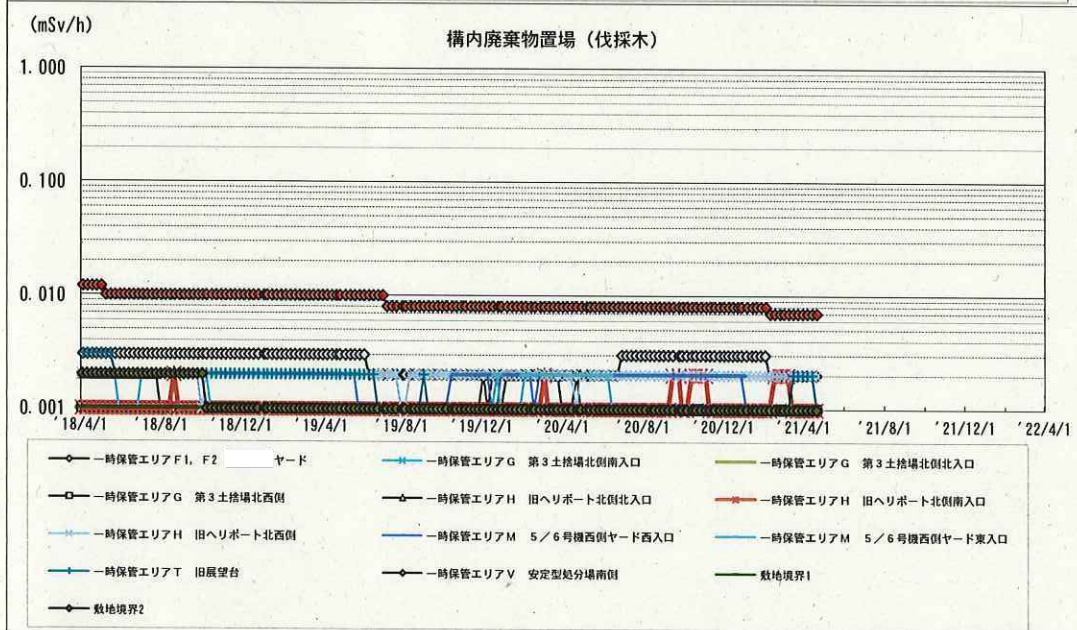 (mSv/h)
構内廃棄物置場（伐採木）
1.000
0.100
0.010
0.001
'18/4/1 '18/8/1 '18/12/1 '19/4/1 '19/8/1 '19/12/1 '20/4/1 '20/8/1 '20/12/1 '21/4/1 '21/8/1 '21/12/1 '22/4/1
一時保管エリアF1, F2 ヤード 一時保管エリアG 第3土捨場北側南入口 一時保管エリアG 第3土捨場北側北入口
一時保管エリアG 第3土捨場北西側 一時保管エリアH 旧ヘリポート北側北入口 一時保管エリアH 旧ヘリポート北側南入口
一時保管エリアH 旧ヘリポート北西側 一時保管エリアM 5／6号機西側ヤード西入口 一時保管エリアM 5／6号機西側ヤード東入口
一時保管エリアT 旧展望台 一時保管エリアV 安定型処分場南側 敷地境界1
敷地境界2